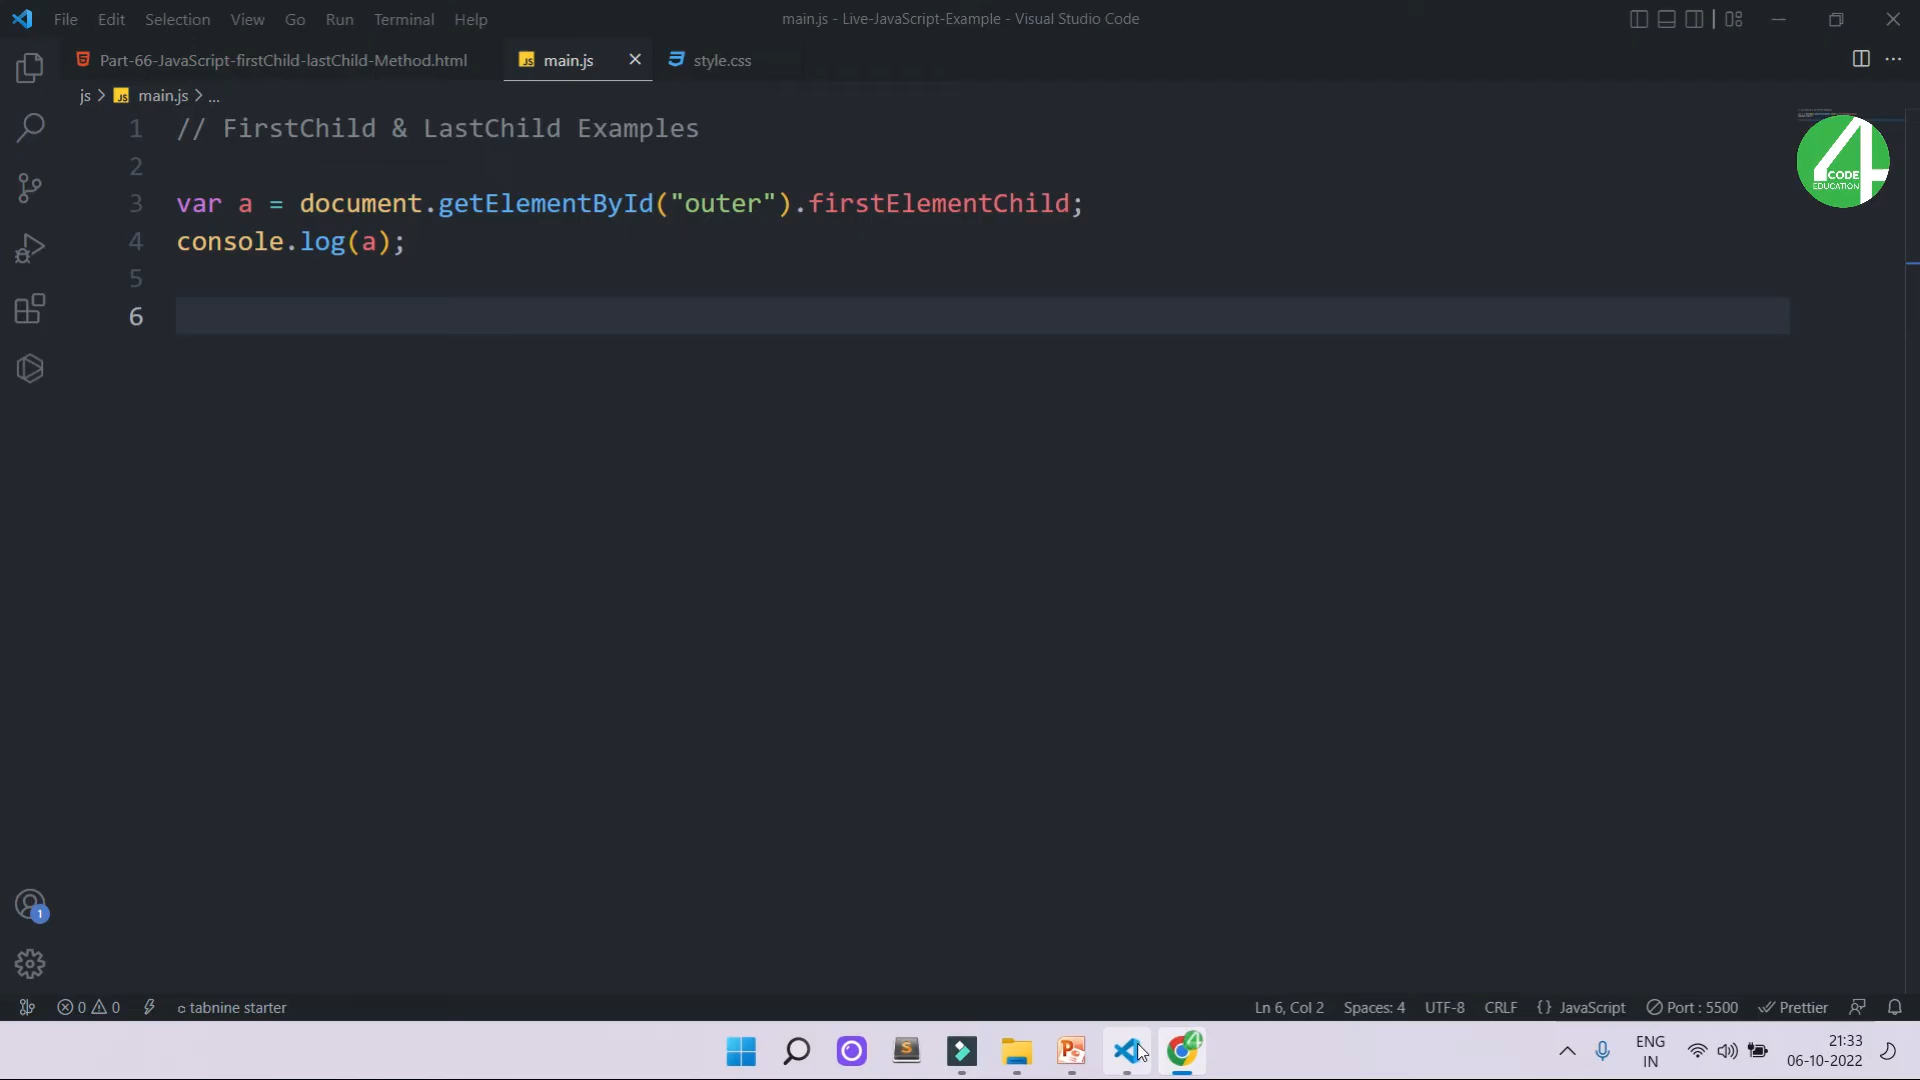 File Edit Selection View Go Run Terminal Help main.js - Live-JavaScript-Example - Visual Studio Code
Part-66-JavaScript-firstChild-lastChild-Method.html main.js style.css
js > main.js > ...
1 // FirstChild & LastChild Examples
2
3 var a = document.getElementById("outer").firstElementChild;
4 console.log(a);
5
6
4
CODE
EDUCATION
1
0 0 tabnine starter Ln 6, Col 2 Spaces: 4 UTF-8 CRLF {} JavaScript Port : 5500 Prettier
ENG
IN
21:33
06-10-2022